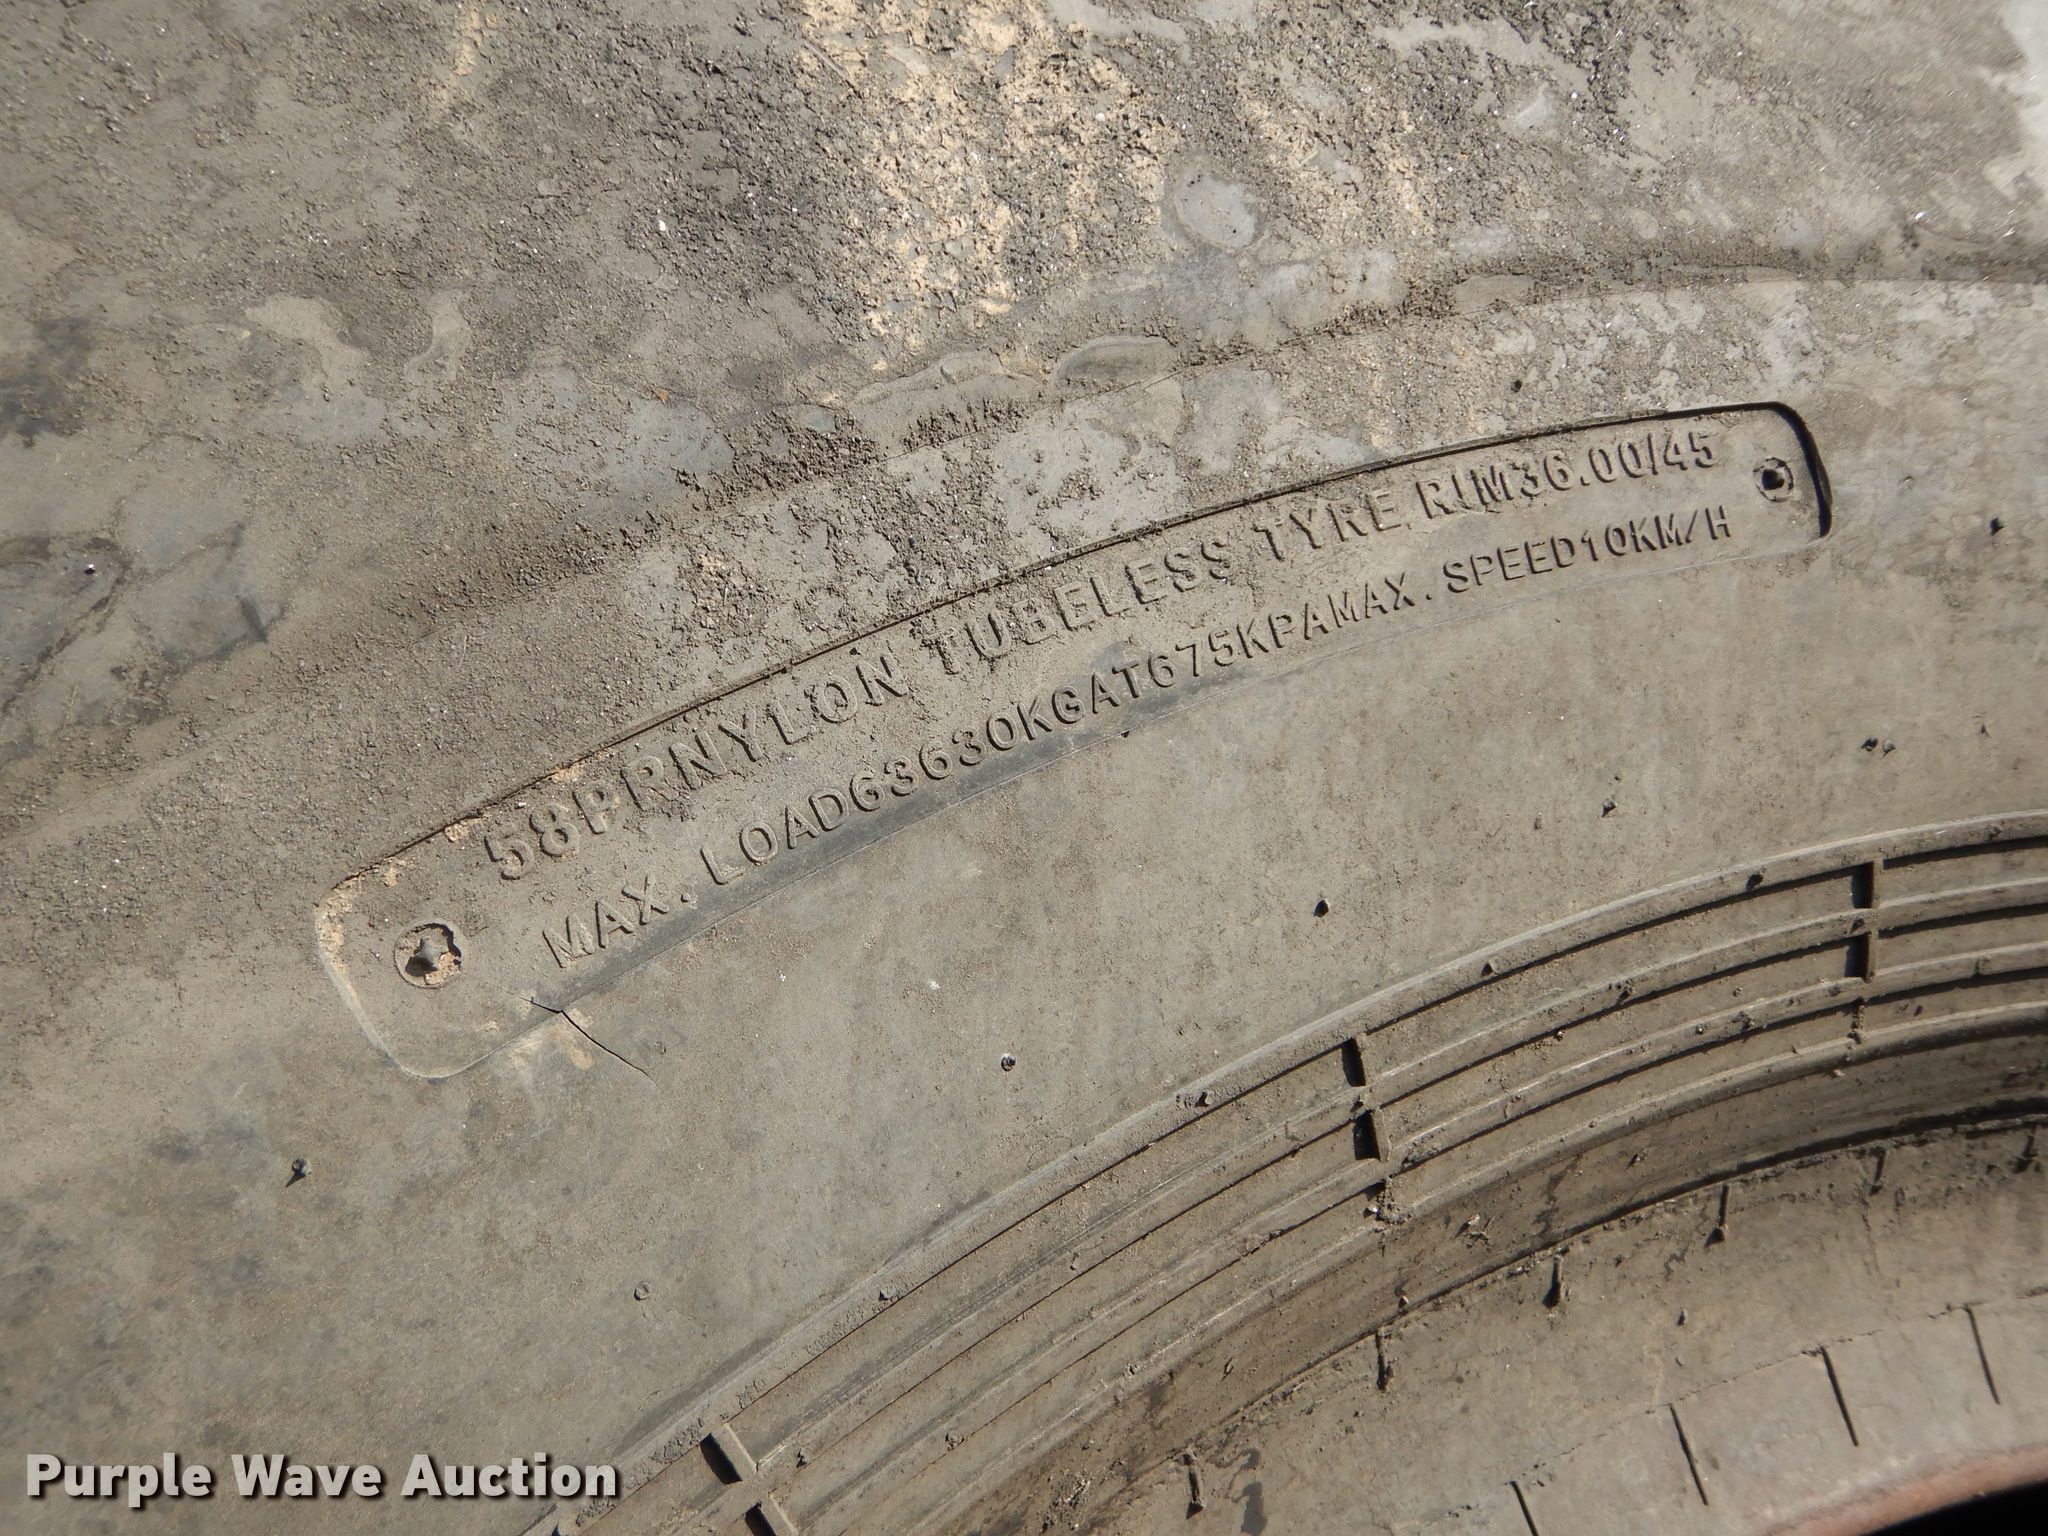 58PRNYLON TUBELESS TYRE RIM36.00/45
MAX. LOAD63630KGAT675KPAMAX. SPEED10KM/H
Purple Wave Auction